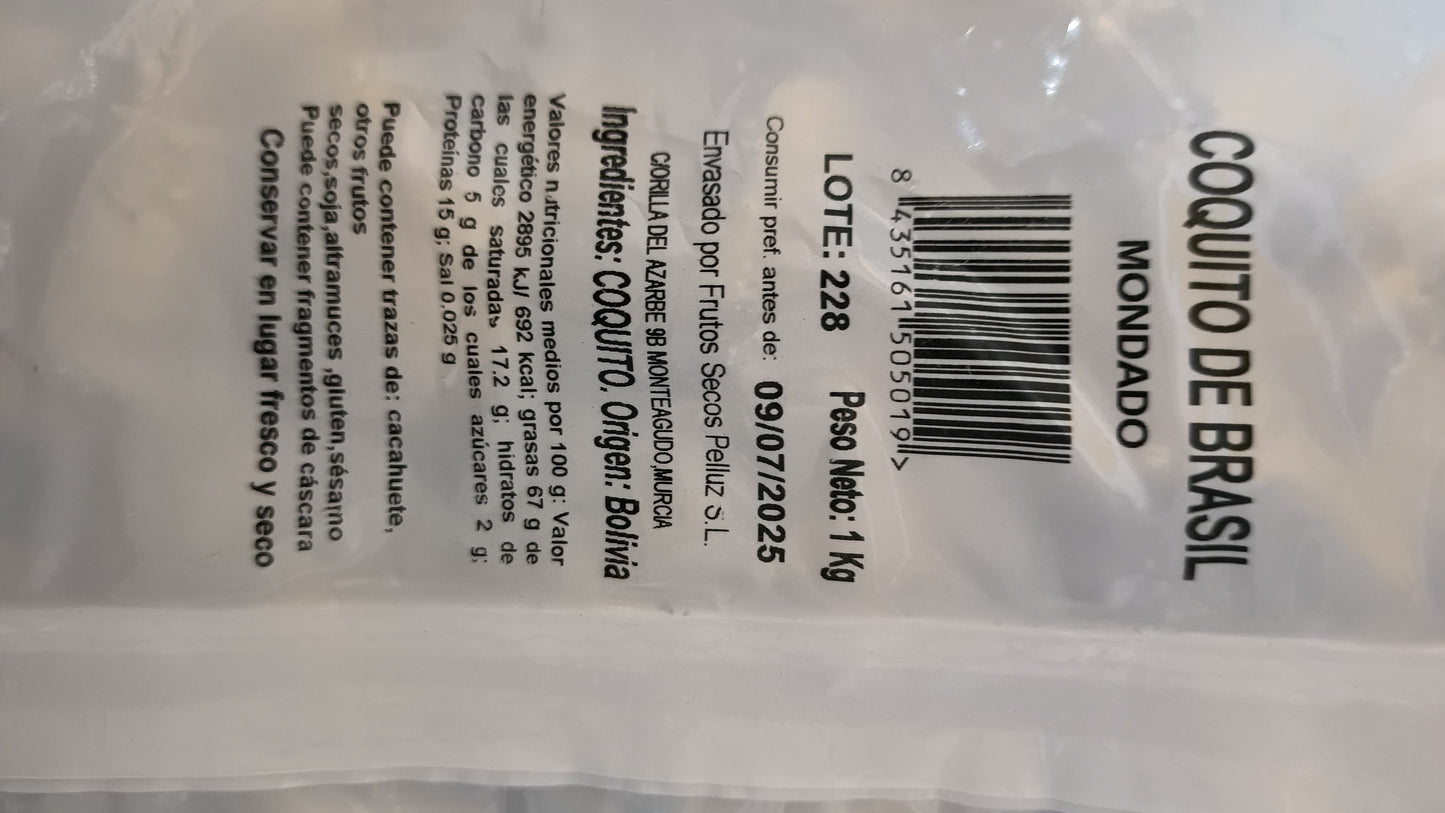 COQUITO DE BRASIL
MONDADO
8 435161 505019 >
LOTE: 228 Peso Neto: 1 Kg
Consumir pref. antes de: 09/07/2025
Envasado por Frutos Secos Pelluz S.L.
C/ORILLA DEL AZARBE 9B MONTEAGUDO,MURCIA
Ingredientes: COQUITO. Origen: Bolivia
Valores nutricionales medios por 100 g: Valor
energético 2895 kJ/ 692 kcal; grasas 67 g de
las cuales saturadas 17.2 g; hidratos de
carbono 5 g de los cuales azúcares 2 g;
Proteínas 15 g; Sal 0,025 g
Puede contener trazas de: cacahuete,
otros frutos
secos,soja,altramuces ,gluten,sésamo
Puede contener fragmentos de cáscara
Conservar en lugar fresco y seco